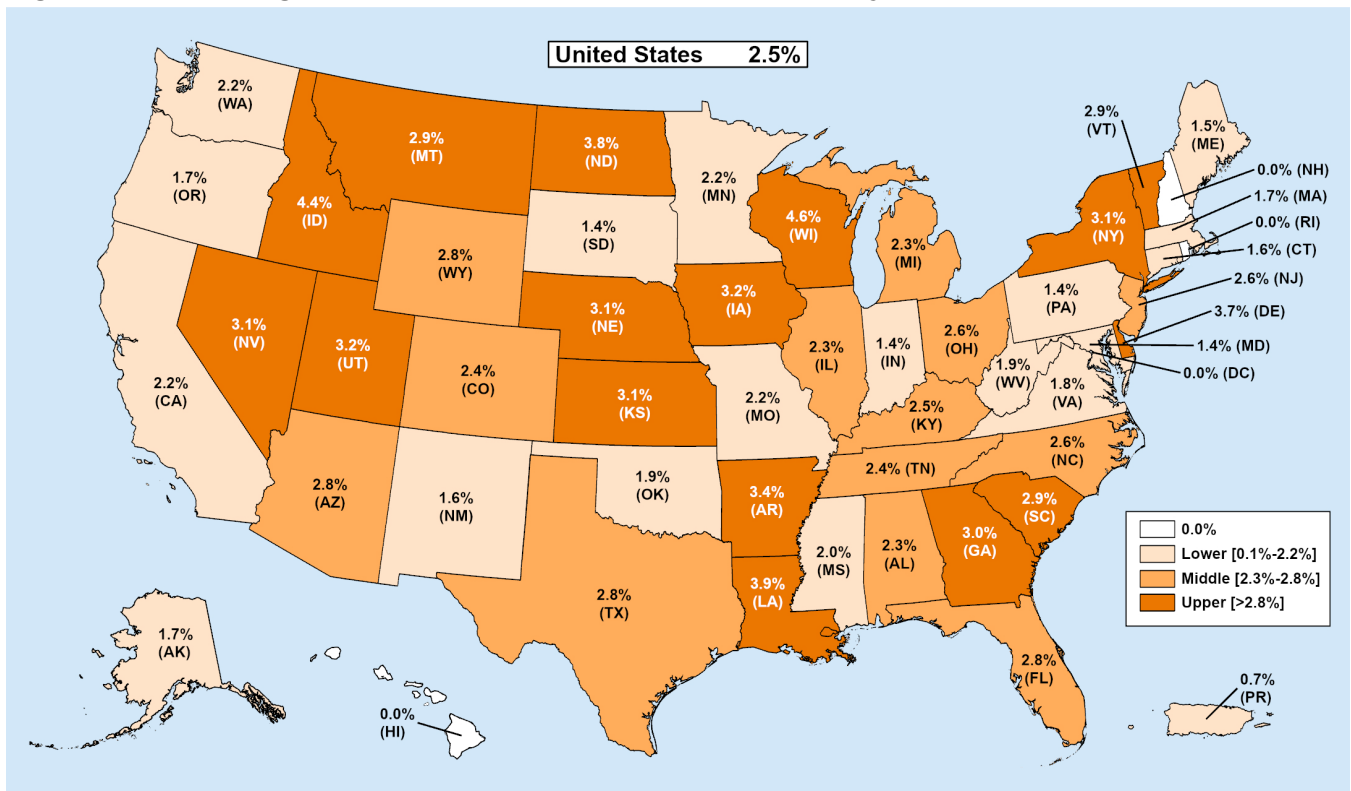 United States 2.5%
2.2%
(WA)
1.7%
(OR)
2.2%
(CA)
4.4%
(ID)
3.1%
(NV)
2.9%
(MT)
2.8%
(WY)
3.2%
(UT)
2.4%
(CO)
2.8%
(AZ)
1.6%
(NM)
3.8%
(ND)
1.4%
(SD)
3.1%
(NE)
3.1%
(KS)
1.9%
(OK)
2.8%
(TX)
2.2%
(MN)
3.2%
(IA)
2.2%
(MO)
3.4%
(AR)
3.9%
(LA)
4.6%
(WI)
2.3%
(IL)
2.3%
(MI)
1.4%
(IN)
2.6%
(OH)
2.5%
(KY)
2.4% (TN)
2.0%
(MS)
2.3%
(AL)
3.0%
(GA)
2.8%
(FL)
2.9%
(SC)
2.6%
(NC)
1.8%
(VA)
1.9%
(WV)
1.4%
(PA)
3.1%
(NY)
2.9%
(VT)
1.5%
(ME)
0.0% (NH)
1.7% (MA)
0.0% (RI)
1.6% (CT)
2.6% (NJ)
3.7% (DE)
1.4% (MD)
0.0% (DC)
1.7%
(AK)
0.0%
(HI)
0.7%
(PR)
0.0%
Lower [0.1%-2.2%]
Middle [2.3%-2.8%]
Upper [>2.8%]